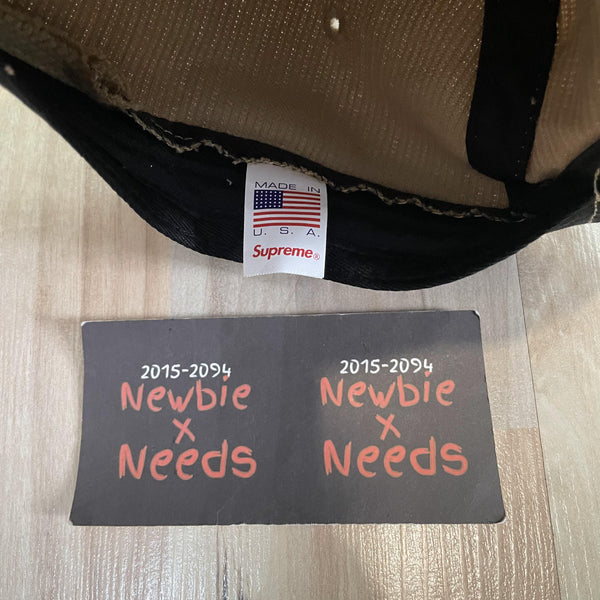 MADE IN
U. S. A.
Supreme®
2015-2094
Newbie
x
Needs
2015-2094
Newbie
x
Needs